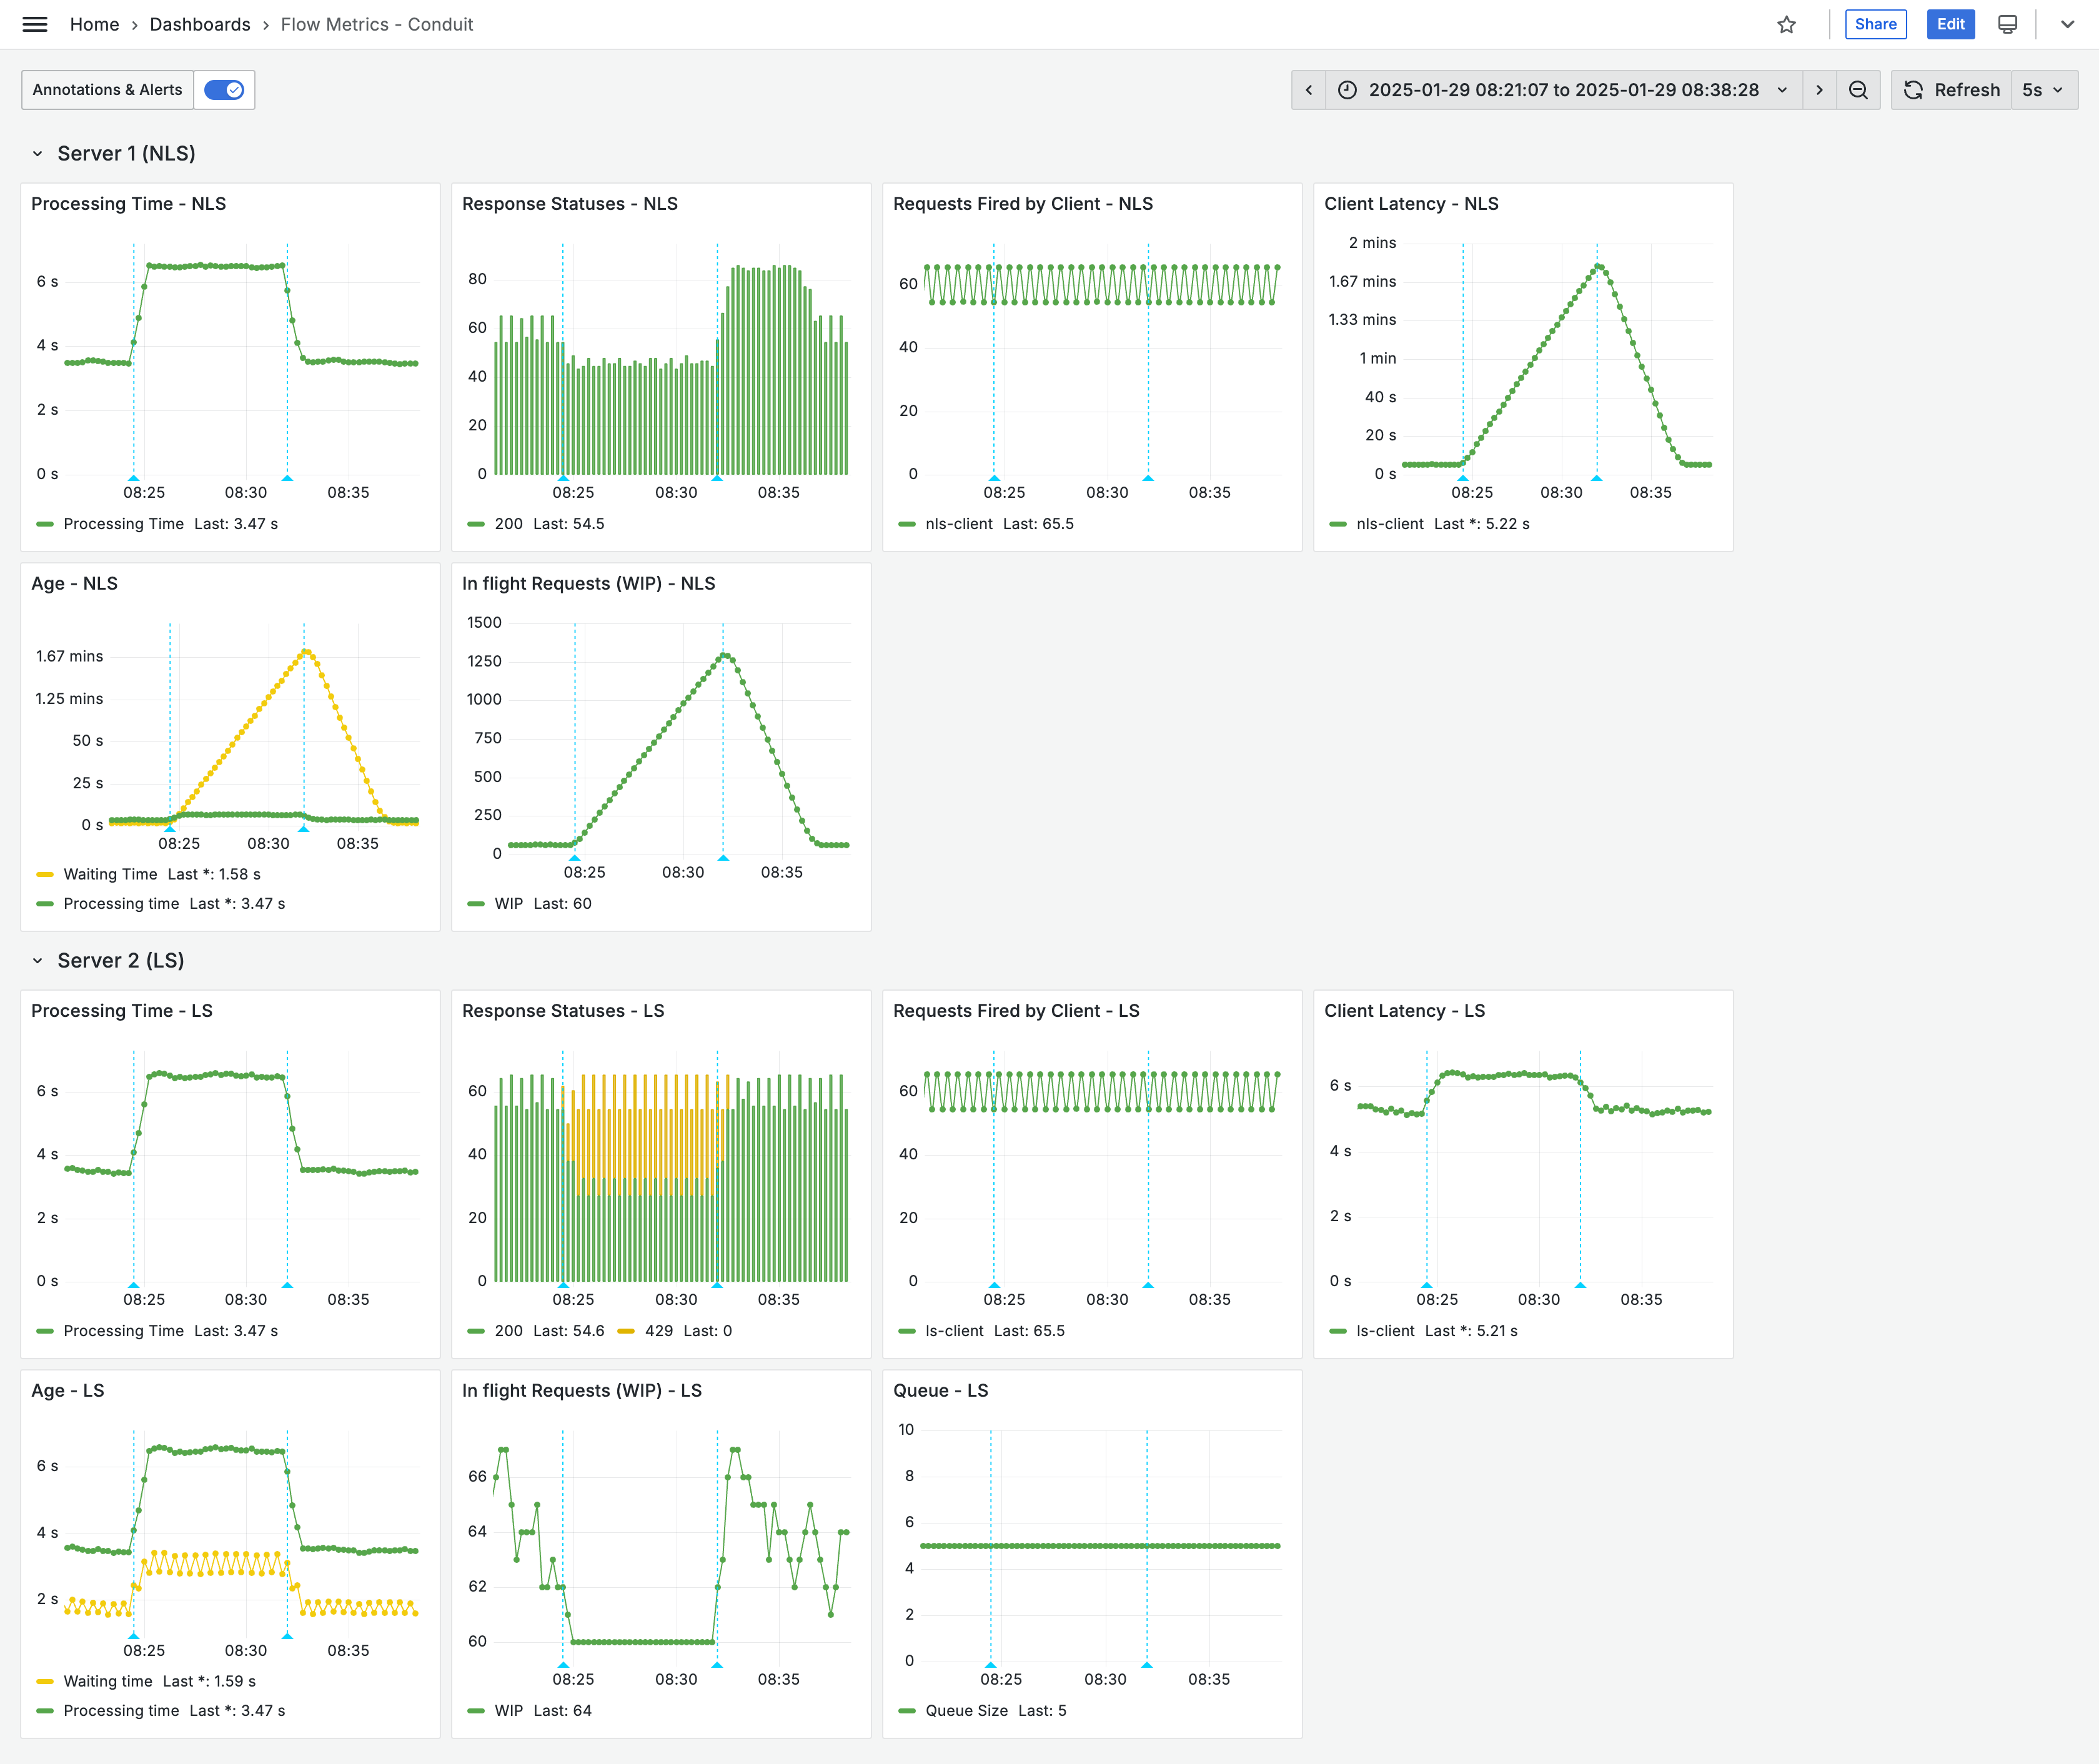 Home › Dashboards › Flow Metrics - Conduit
Share
Edit
Annotations & Alerts
2025-01-29 08:21:07 to 2025-01-29 08:38:28
Refresh
5s
Server 1 (NLS)
Processing Time - NLS
6 s
4 s
2 s
0 s
08:25 08:30 08:35
Processing Time Last: 3.47 s
Response Statuses - NLS
80
60
40
20
0
08:25 08:30 08:35
200 Last: 54.5
Requests Fired by Client - NLS
60
40
20
0
08:25 08:30 08:35
nls-client Last: 65.5
Client Latency - NLS
2 mins
1.67 mins
1.33 mins
1 min
40 s
20 s
0 s
08:25 08:30 08:35
nls-client Last *: 5.22 s
Age - NLS
1.67 mins
1.25 mins
50 s
25 s
0 s
08:25 08:30 08:35
Waiting Time Last *: 1.58 s
Processing time Last *: 3.47 s
In flight Requests (WIP) - NLS
1500
1250
1000
750
500
250
0
08:25 08:30 08:35
WIP Last: 60
Server 2 (LS)
Processing Time - LS
6 s
4 s
2 s
0 s
08:25 08:30 08:35
Processing Time Last: 3.47 s
Response Statuses - LS
60
40
20
0
08:25 08:30 08:35
200 Last: 54.6 429 Last: 0
Requests Fired by Client - LS
60
40
20
0
08:25 08:30 08:35
ls-client Last: 65.5
Client Latency - LS
6 s
4 s
2 s
0 s
08:25 08:30 08:35
ls-client Last *: 5.21 s
Age - LS
6 s
4 s
2 s
08:25 08:30 08:35
Waiting time Last *: 1.59 s
Processing time Last *: 3.47 s
In flight Requests (WIP) - LS
66
64
62
60
08:25 08:30 08:35
WIP Last: 64
Queue - LS
10
8
6
4
2
0
08:25 08:30 08:35
Queue Size Last: 5